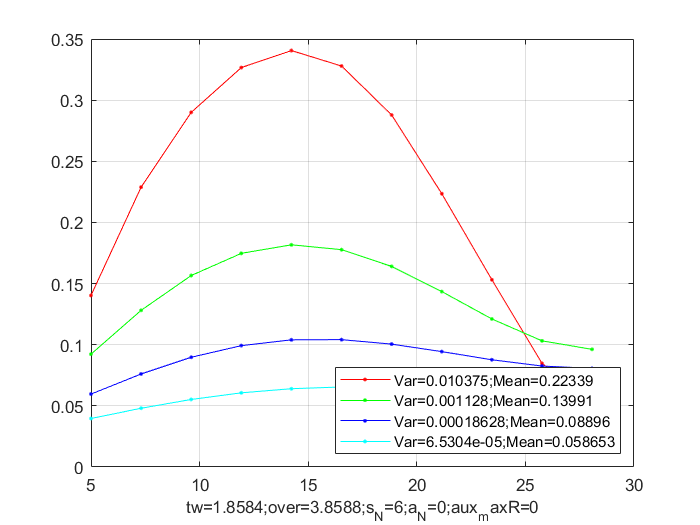 0.35
0.3
0.25
0.2
0.15
0.1
0.05
0
5 10 15 20 25 30
Var=0.010375;Mean=0.22339
Var=0.001128;Mean=0.13991
Var=0.00018628;Mean=0.08896
Var=6.5304e-05;Mean=0.058653
tw=1.8584;over=3.8588;s_N=6;a_N=0;aux_maxR=0